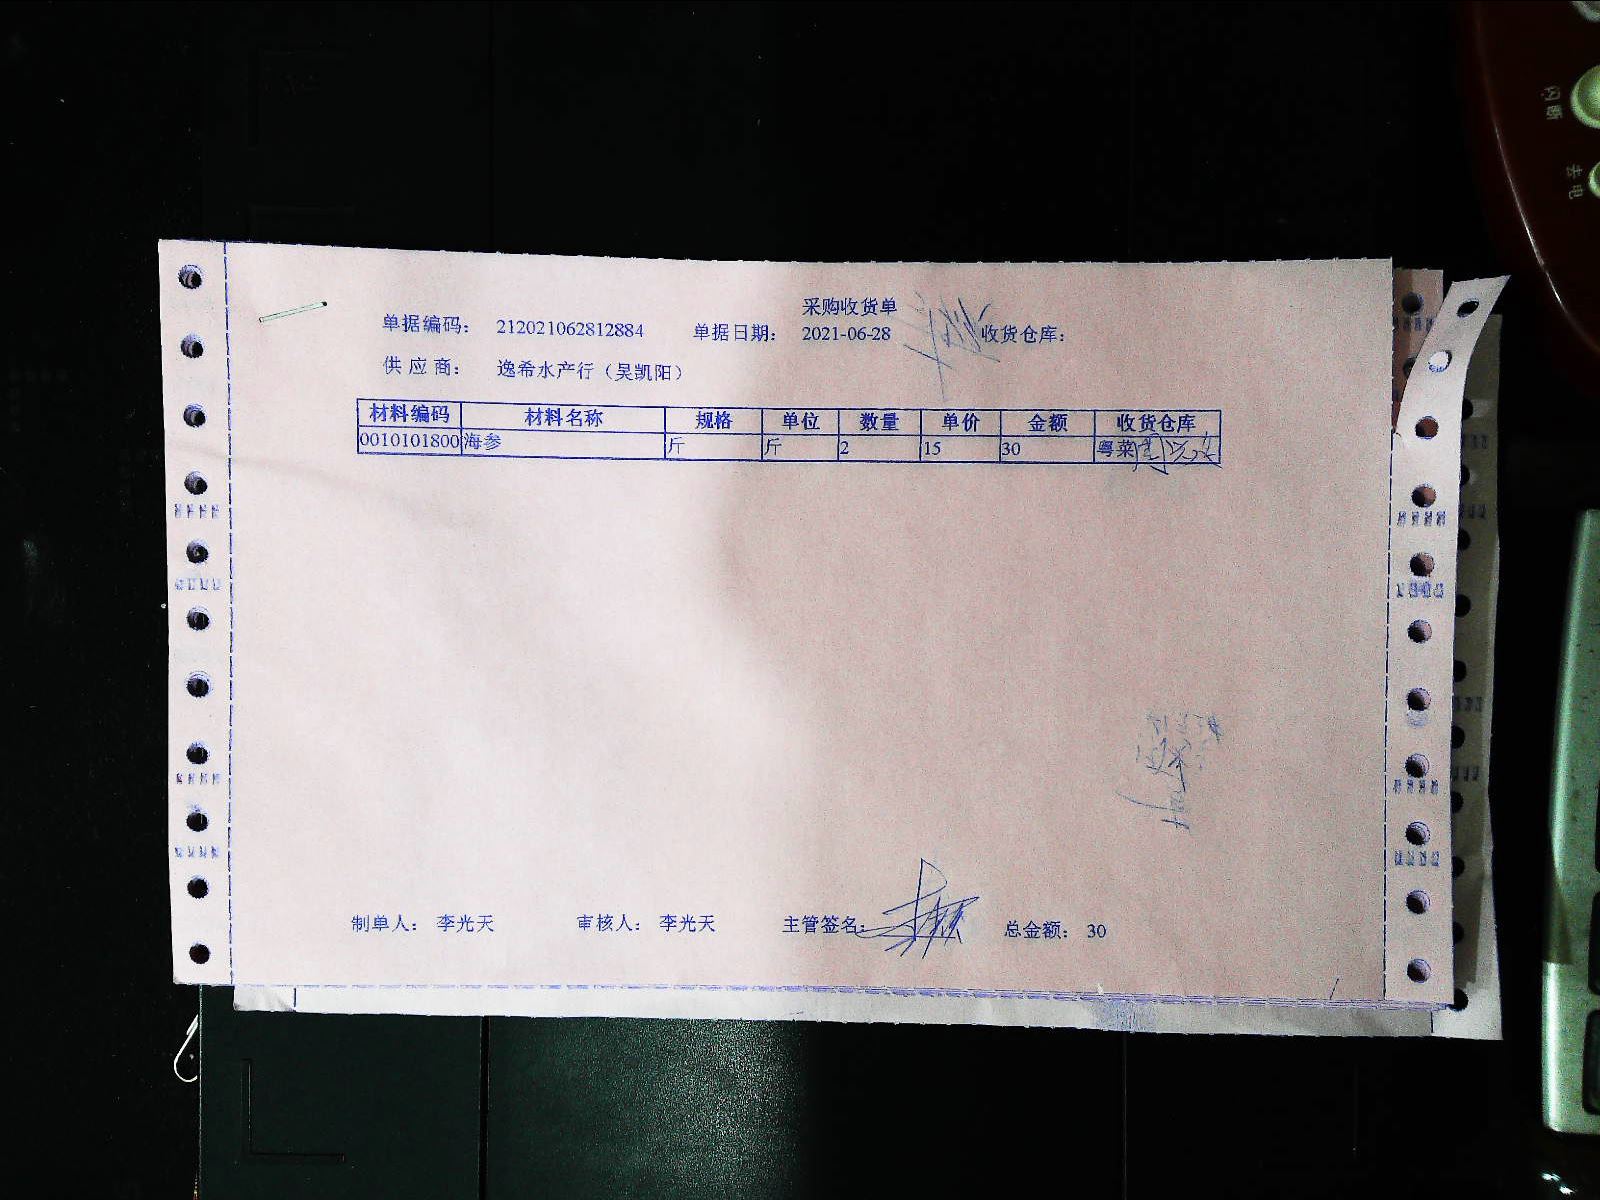 采购收货单
单据编码： 212021062812884 单据日期： 2021-06-28 收货仓库：
供应商： 逸希水产行（吴凯阳）
材料编码 材料名称 规格 单位 数量 单价 金额 收货仓库
0010101800 海参 斤 斤 2 15 30 粤菜
制单人： 李光天 审核人： 李光天 主管签名： 总金额： 30
闪断
去电